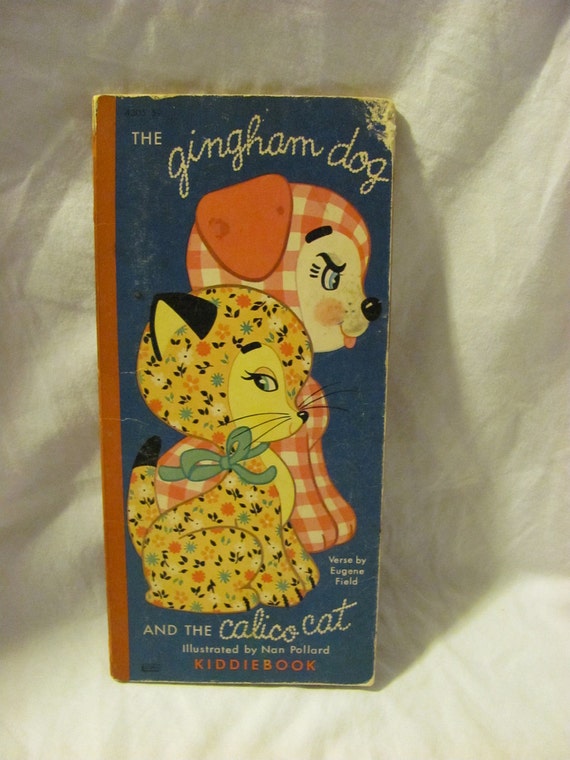 THE gingham dog
Verse by
Eugene
Field
AND THE calico cat
Illustrated by Nan Pollard
KIDDIEBOOK